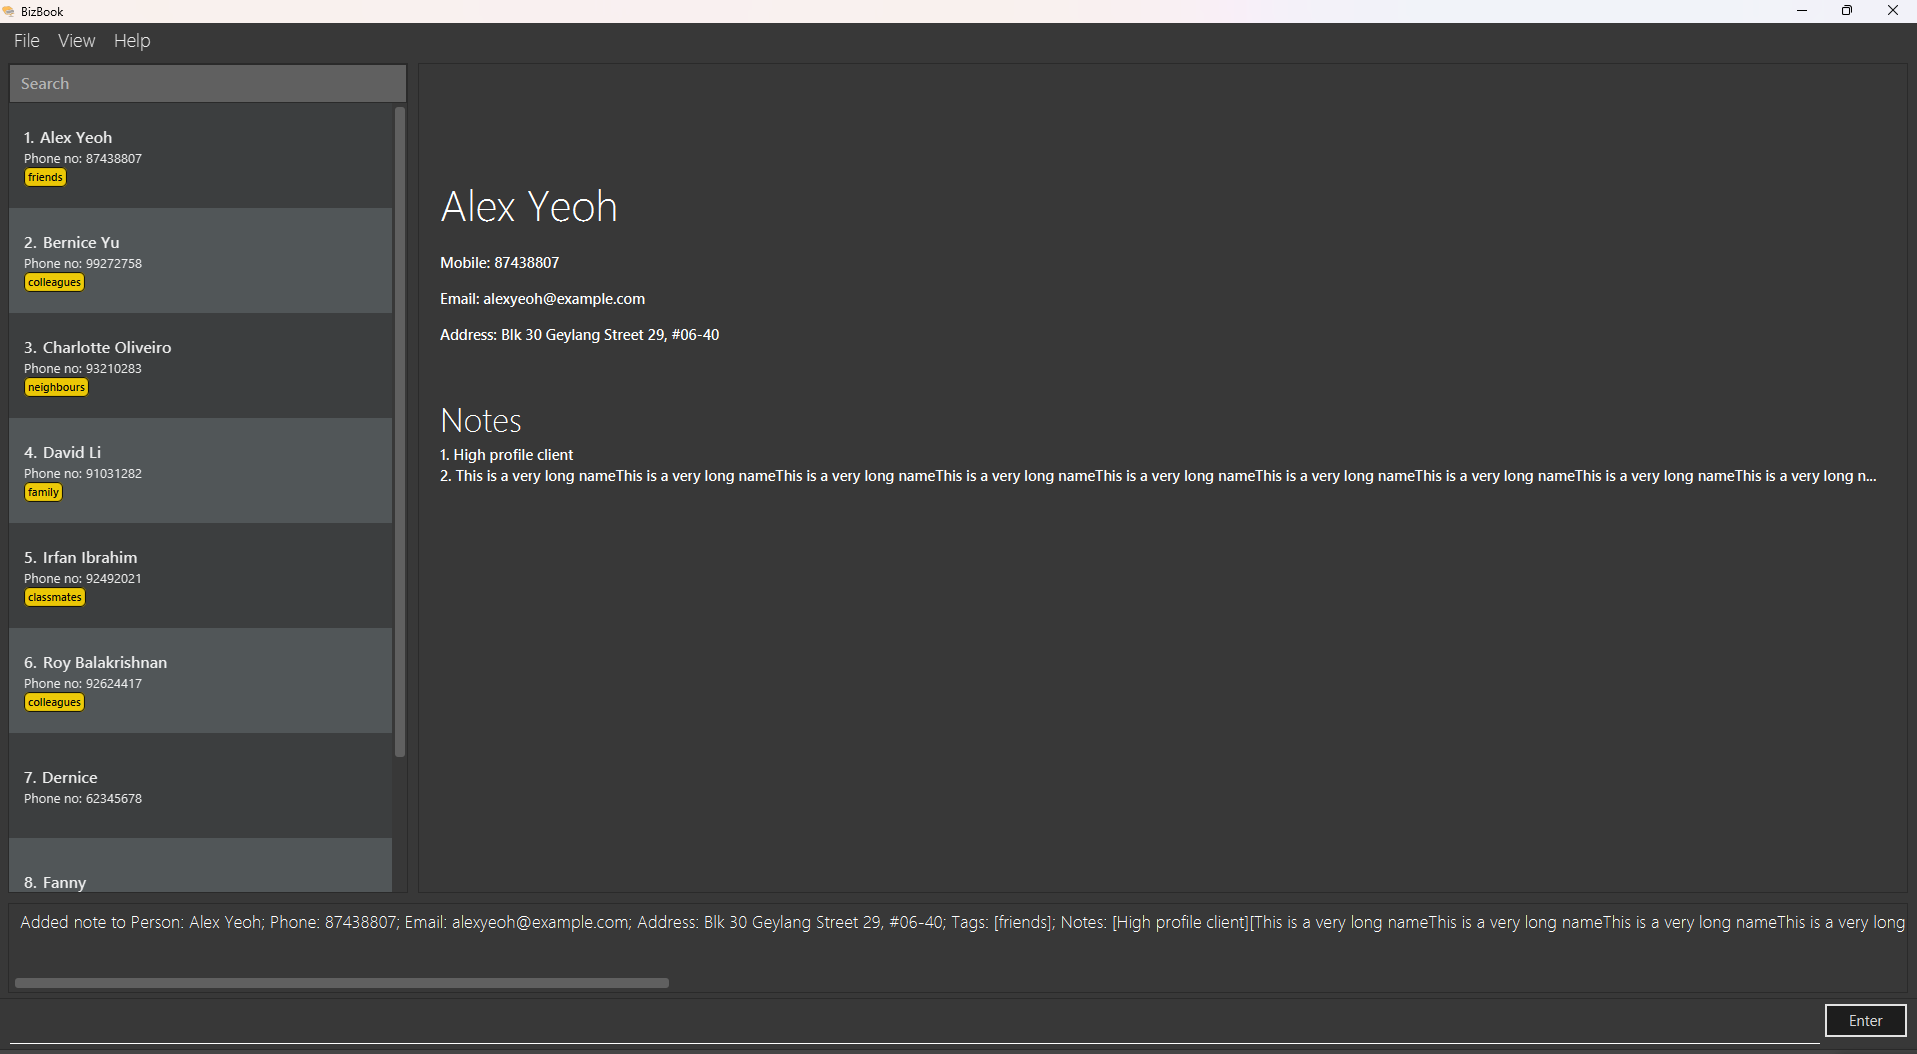 BizBook
File View Help
Search
1. Alex Yeoh
Phone no: 87438807
friends
2. Bernice Yu
Phone no: 99272758
colleagues
3. Charlotte Oliveiro
Phone no: 93210283
neighbours
4. David Li
Phone no: 91031282
family
5. Irfan Ibrahim
Phone no: 92492021
classmates
6. Roy Balakrishnan
Phone no: 92624417
colleagues
7. Dernice
Phone no: 62345678
8. Fanny
Alex Yeoh
Mobile: 87438807
Email: alexyeoh@example.com
Address: Blk 30 Geylang Street 29, #06-40
Notes
1. High profile client
2. This is a very long nameThis is a very long nameThis is a very long nameThis is a very long nameThis is a very long nameThis is a very long nameThis is a very long nameThis is a very long nameThis is a very long n...
Added note to Person: Alex Yeoh; Phone: 87438807; Email: alexyeoh@example.com; Address: Blk 30 Geylang Street 29, #06-40; Tags: [friends]; Notes: [High profile client][This is a very long nameThis is a very long nameThis is a very long nameThis is a very long
Enter